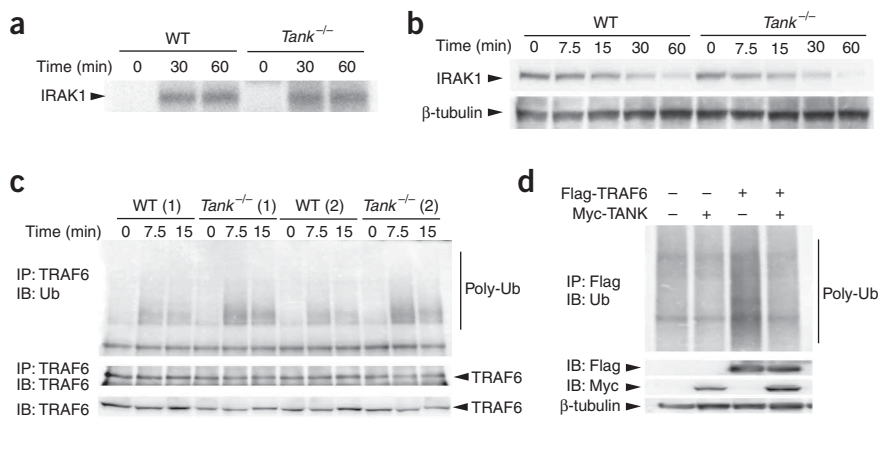 a
WT Tank–/–
Time (min) 0 30 60 0 30 60
IRAK1
b
WT Tank–/–
Time (min) 0 7.5 15 30 60 0 7.5 15 30 60
IRAK1
β-tubulin
c
WT (1) Tank–/– (1) WT (2) Tank–/– (2)
Time (min) 0 7.5 15 0 7.5 15 0 7.5 15 0 7.5 15
IP: TRAF6
IB: Ub
Poly-Ub
IP: TRAF6
IB: TRAF6
TRAF6
IB: TRAF6 TRAF6
d
Flag-TRAF6 – – + +
Myc-TANK – + – +
IP: Flag
IB: Ub
Poly-Ub
IB: Flag
IB: Myc
β-tubulin